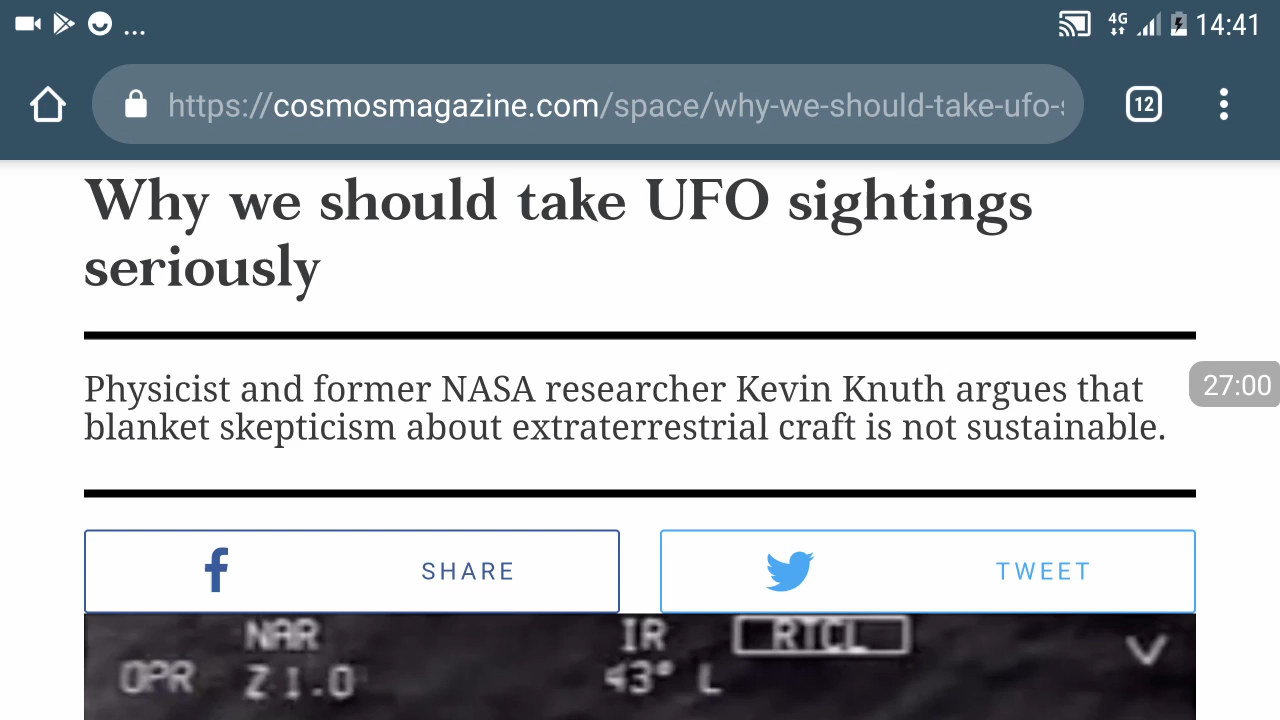 ... 4G 14:41
https://cosmosmagazine.com/space/why-we-should-take-ufo-s 12
Why we should take UFO sightings
seriously
Physicist and former NASA researcher Kevin Knuth argues that
27:00
blanket skepticism about extraterrestrial craft is not sustainable.
f SHARE TWEET
NAR IR RTCL
OPR Z 1.0 43° L